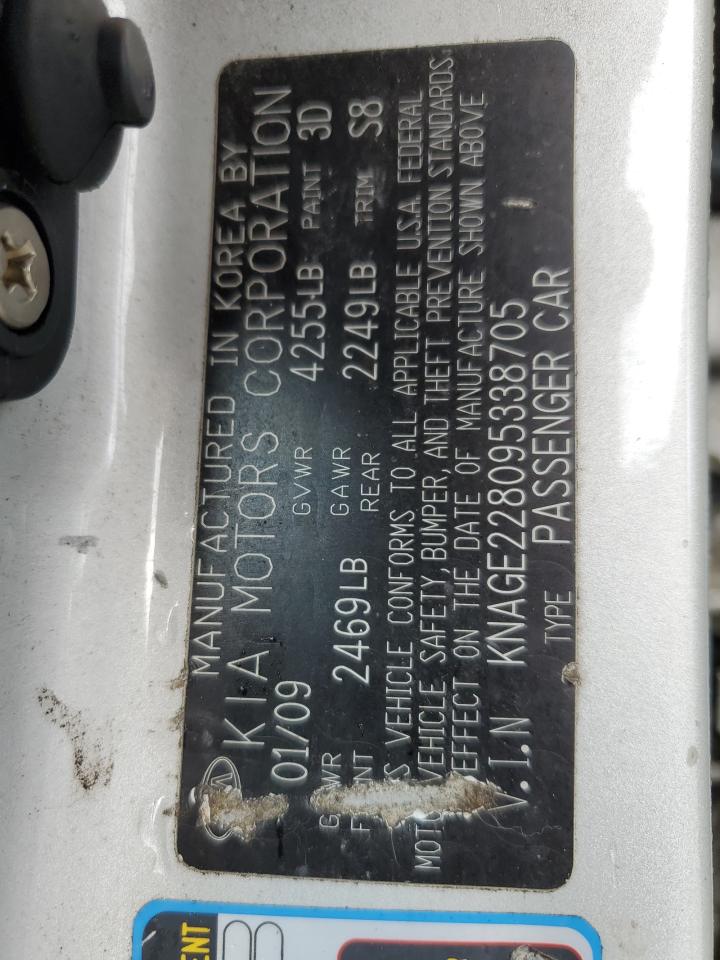 MANUFACTURED IN KOREA BY
KIA MOTORS CORPORATION
01/09 GVWR 4255LB PAINT 3D
FRONT 2469LB GAWR REAR 2249LB TRIM S8
VEHICLE CONFORMS TO ALL APPLICABLE U.S.A. FEDERAL
VEHICLE SAFETY, BUMPER, AND THEFT PREVENTION STANDARDS
EFFECT ON THE DATE OF MANUFACTURE SHOWN ABOVE
V.I.N KNAGE228095338705
TYPE PASSENGER CAR
ENT